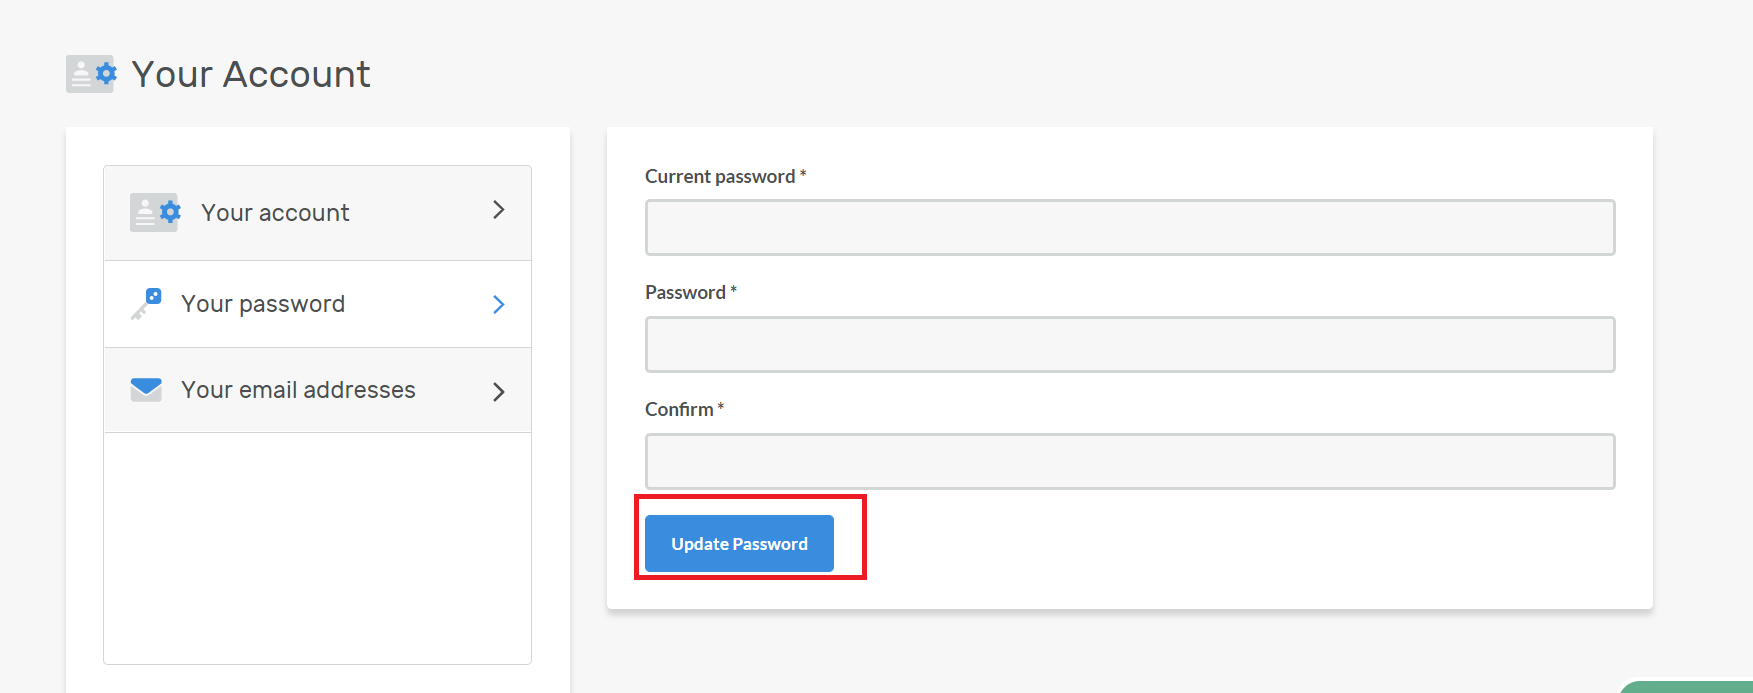 Your Account
Your account
Your password
Your email addresses
Current password *
Password *
Confirm *
Update Password